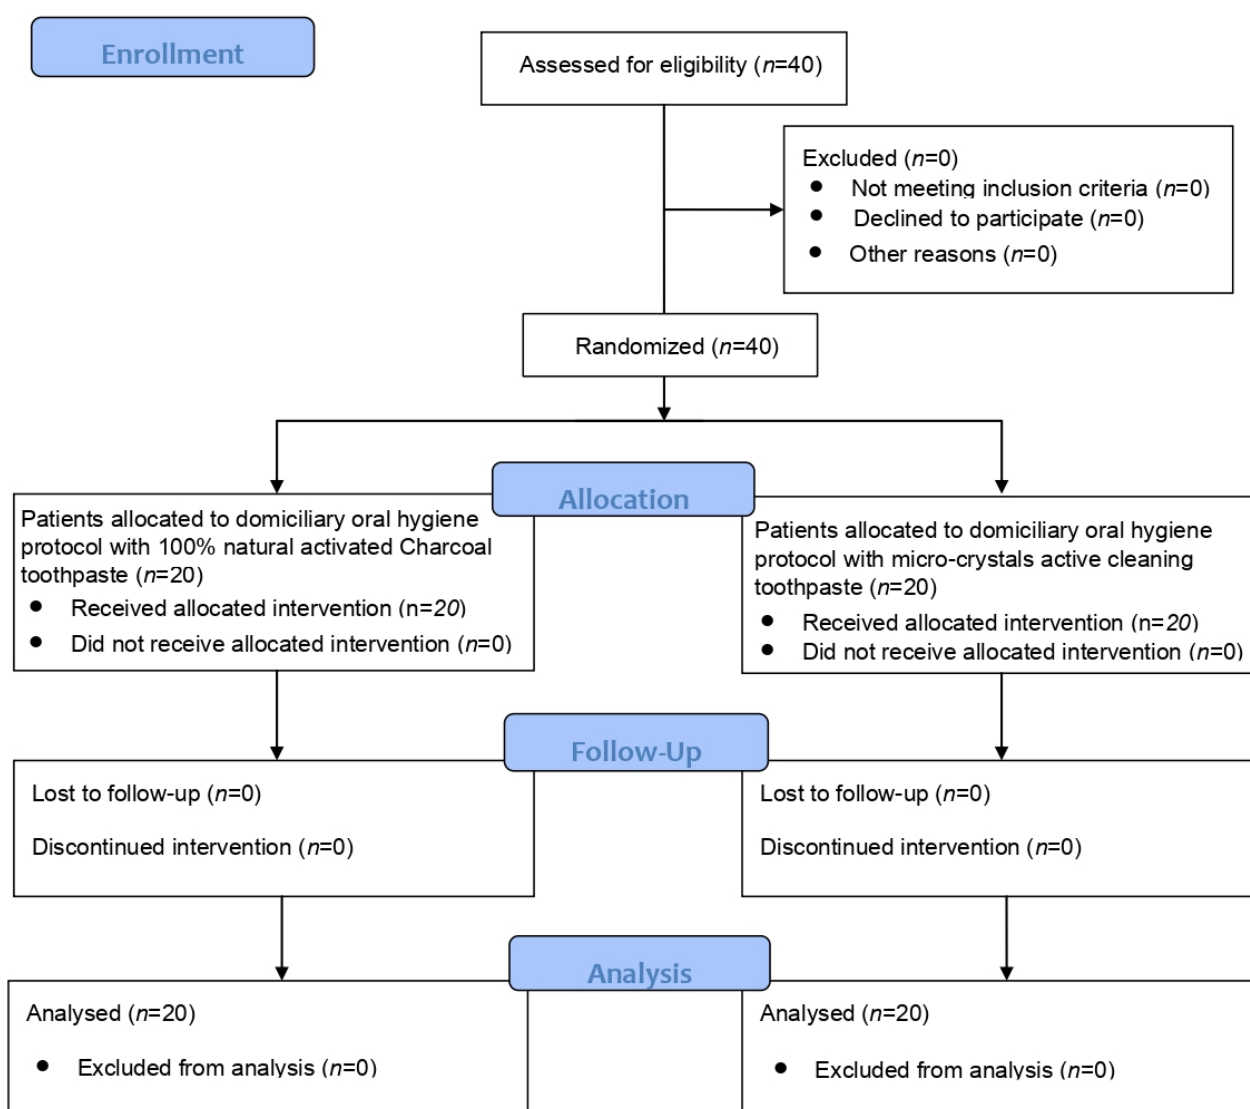 Enrollment
Assessed for eligibility (n=40)
Excluded (n=0)
● Not meeting inclusion criteria (n=0)
● Declined to participate (n=0)
● Other reasons (n=0)
Randomized (n=40)
Allocation
Patients allocated to domiciliary oral hygiene
protocol with 100% natural activated Charcoal
toothpaste (n=20)
● Received allocated intervention (n=20)
● Did not receive allocated intervention (n=0)
Patients allocated to domiciliary oral hygiene
protocol with micro-crystals active cleaning
toothpaste (n=20)
● Received allocated intervention (n=20)
● Did not receive allocated intervention (n=0)
Follow-Up
Lost to follow-up (n=0)
Discontinued intervention (n=0)
Lost to follow-up (n=0)
Discontinued intervention (n=0)
Analysis
Analysed (n=20)
● Excluded from analysis (n=0)
Analysed (n=20)
● Excluded from analysis (n=0)